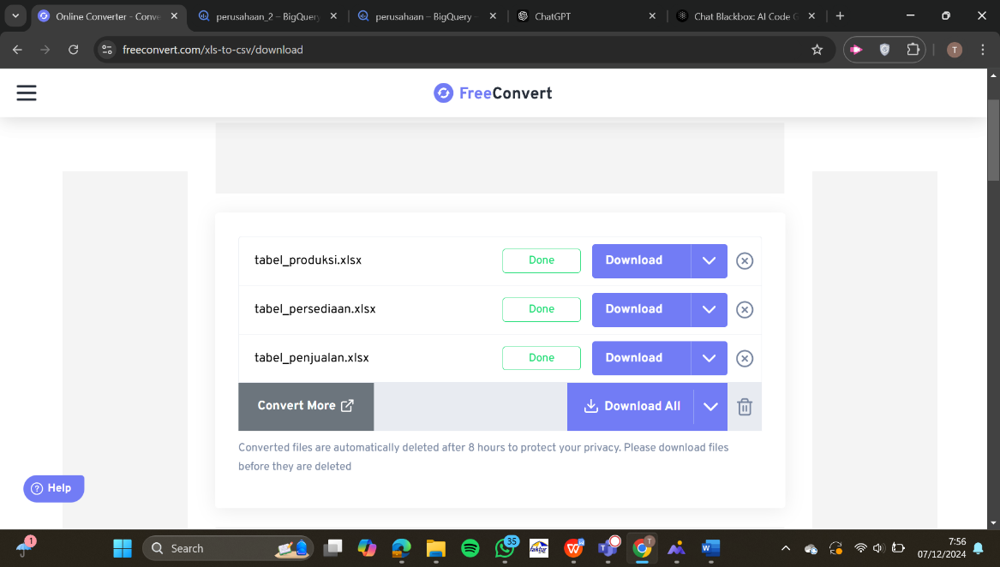 Online Converter - Conve
perusahaan_2 – BigQuery
perusahaan – BigQuery
ChatGPT
Chat Blackbox: AI Code G
freeconvert.com/xls-to-csv/download
T
FreeConvert
tabel_produksi.xlsx Done Download
tabel_persediaan.xlsx Done Download
tabel_penjualan.xlsx Done Download
Convert More Download All
Converted files are automatically deleted after 8 hours to protect your privacy. Please download files
before they are deleted
Help
1
Search
35
faktur
T
7:56
07/12/2024